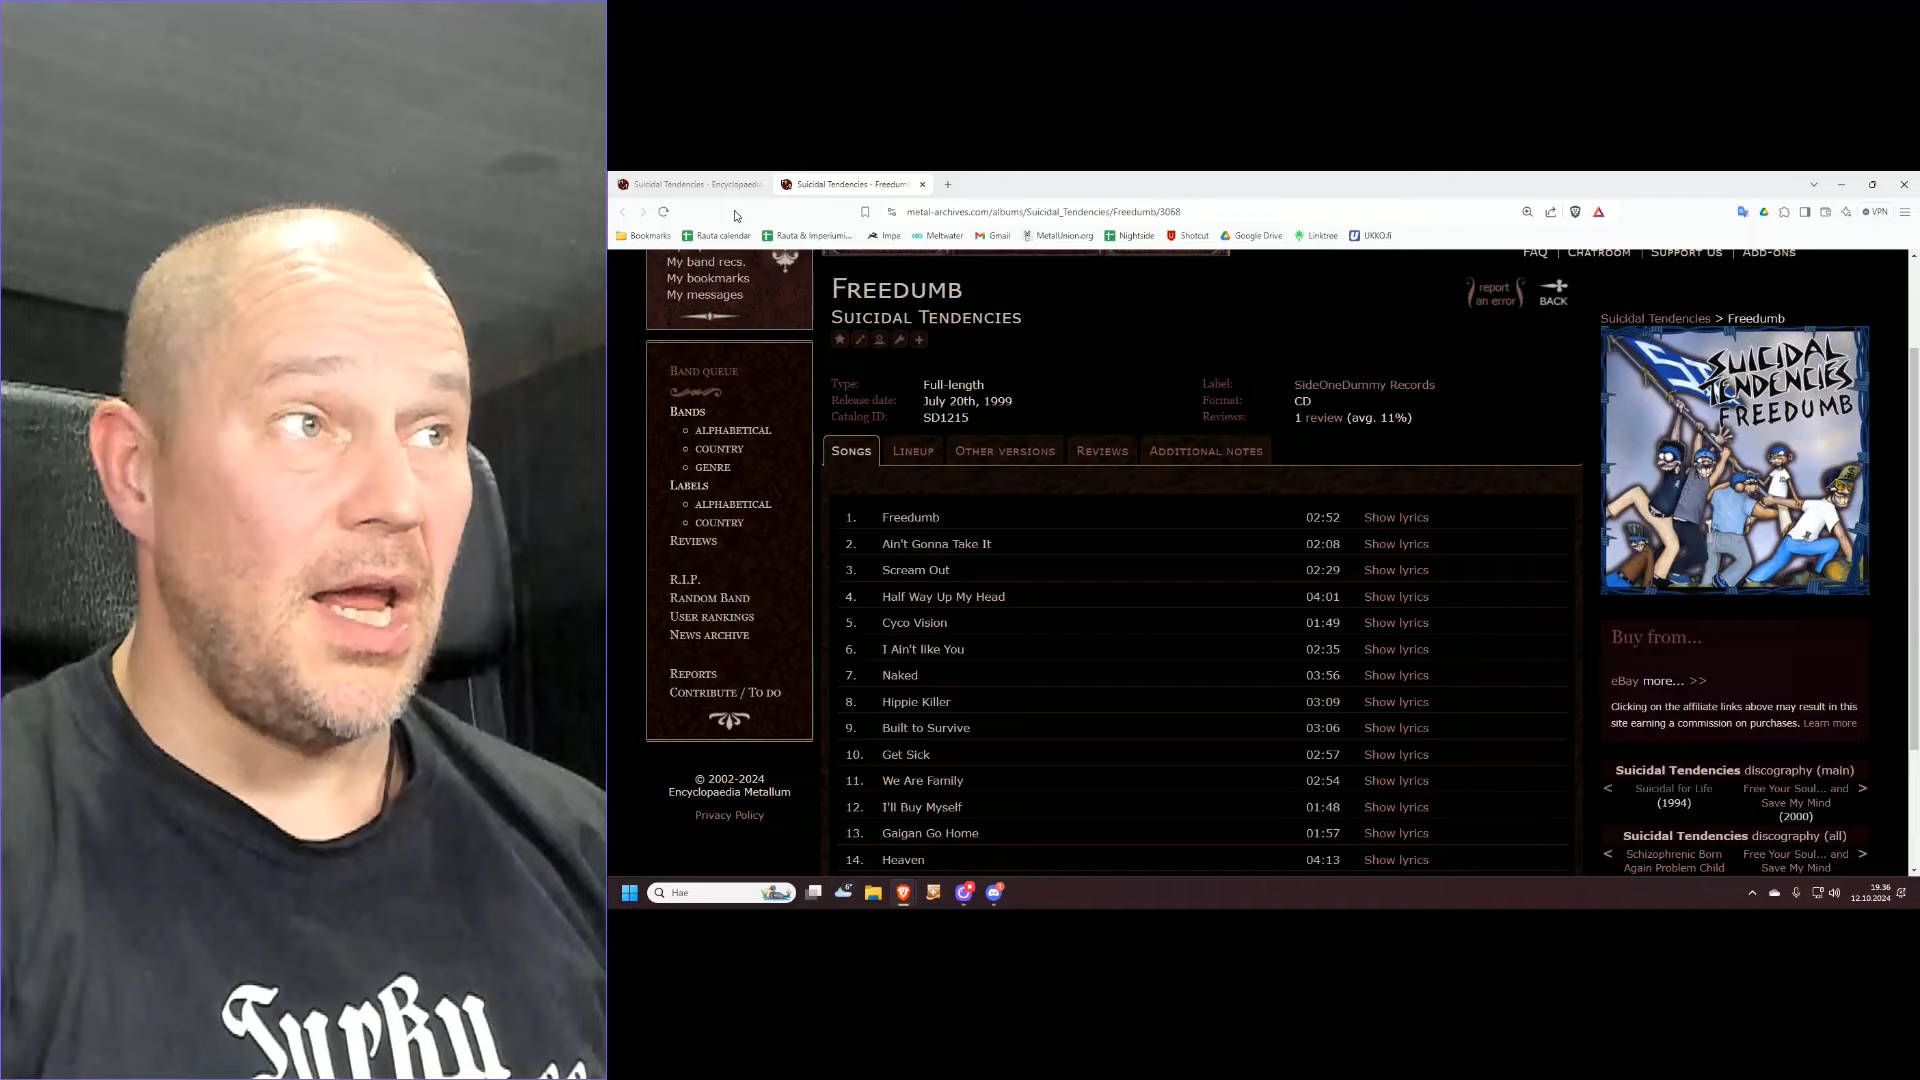 Suicidal Tendencies - Encyclopaedia
Suicidal Tendencies - Freedum
metal-archives.com/albums/Suicidal_Tendencies/Freedumb/3068
VPN
Bookmarks
Rauta calendar
Rauta & Imperiumi...
Impe
Meltwater
Gmail
MetalUnion.org
Nightside
Shotcut
Google Drive
Linktree
UKKO.fi
My band recs.
My bookmarks
My messages
FAQ | Chatroom | Support Us | Add-ons
Freedumb
Suicidal Tendencies
report
an error
BACK
Type: Full-length
Release date: July 20th, 1999
Catalog ID: SD1215
Label: SideOneDummy Records
Format: CD
Reviews: 1 review (avg. 11%)
Songs
Lineup
Other versions
Reviews
Additional notes
1. Freedumb 02:52 Show lyrics
2. Ain't Gonna Take It 02:08 Show lyrics
3. Scream Out 02:29 Show lyrics
4. Half Way Up My Head 04:01 Show lyrics
5. Cyco Vision 01:49 Show lyrics
6. I Ain't like You 02:35 Show lyrics
7. Naked 03:56 Show lyrics
8. Hippie Killer 03:09 Show lyrics
9. Built to Survive 03:06 Show lyrics
10. Get Sick 02:57 Show lyrics
11. We Are Family 02:54 Show lyrics
12. I'll Buy Myself 01:48 Show lyrics
13. Gaigan Go Home 01:57 Show lyrics
14. Heaven 04:13 Show lyrics
Band queue
Bands
Alphabetical
Country
Genre
Labels
Alphabetical
Country
Reviews
R.I.P.
Random Band
User rankings
News archive
Reports
Contribute / To do
© 2002-2024
Encyclopaedia Metallum
Privacy Policy
Suicidal Tendencies > Freedumb
SUICIDAL
TENDENCIES
FREEDUMB
Buy from...
eBay more... >>
Clicking on the affiliate links above may result in this
site earning a commission on purchases. Learn more
Suicidal Tendencies discography (main)
< Suicidal for Life
(1994)
Free Your Soul... and >
Save My Mind
(2000)
Suicidal Tendencies discography (all)
< Schizophrenic Born
Again Problem Child
Free Your Soul... and >
Save My Mind
Hae
6°
19.36
12.10.2024
Turku